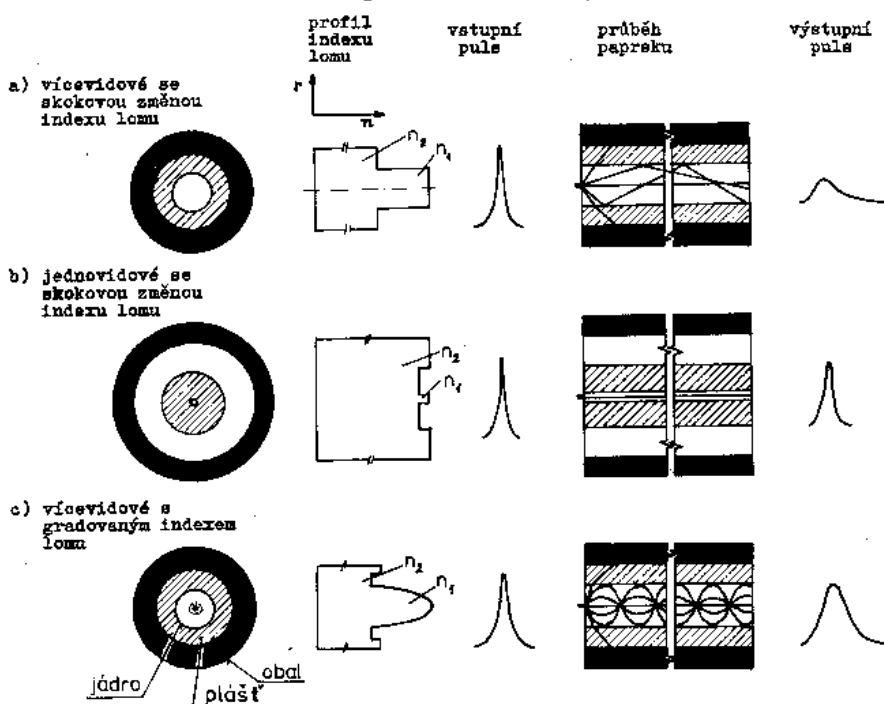 profil
indexu
lomu
vstupní
puls
průběh
paprsku
výstupní
puls
a) vícevidové se
skokovou změnou
indexu lomu
r
n
n₂
n₁
b) jednovidové se
skokovou změnou
indexu lomu
n₂
n₁
c) vícevidové s
gradovaným indexem
lomu
n₂
n₁
jádro
plášť
obal